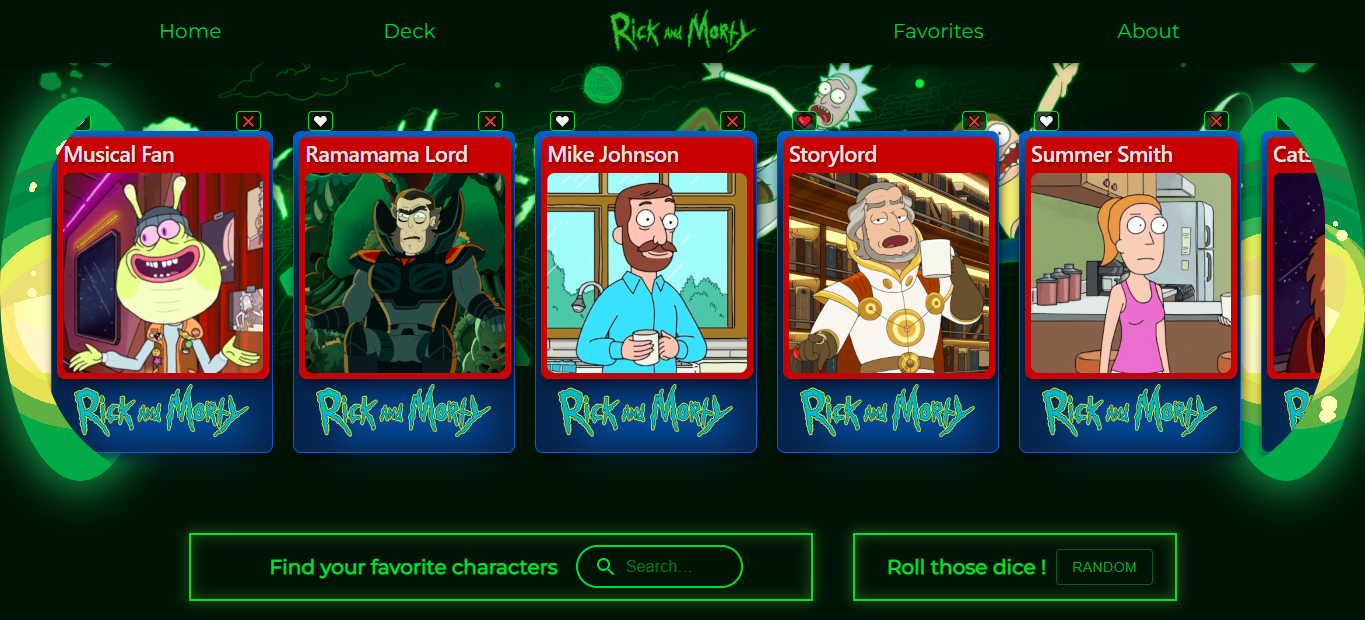 Home
Deck
Rick and Morty
Favorites
About
Musical Fan
Ramamama Lord
Mike Johnson
Storylord
Summer Smith
Cats
Rick and Morty
Rick and Morty
Rick and Morty
Rick and Morty
Rick and Morty
Find your favorite characters
Search...
Roll those dice !
RANDOM